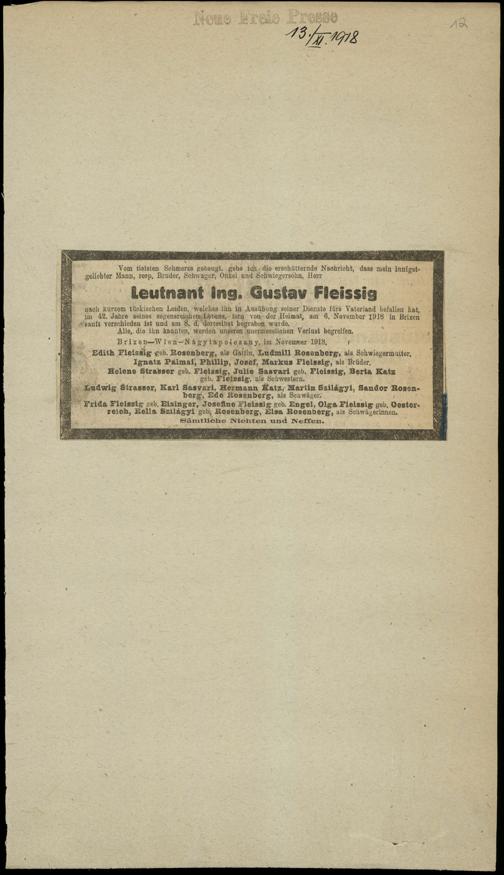 Neue Freie Presse
12
13./XI. 1918
Vom tiefsten Schmerze gebeugt, gebe ich die erschütternde Nachricht, dass mein innigst-
geliebter Mann, resp. Bruder, Schwager, Onkel und Schwiegersohn, Herr
Leutnant Ing. Gustav Fleissig
nach kurzem tückischen Leiden, welches ihn in Ausübung seiner Dienste fürs Vaterland befallen hat,
im 42. Jahre seines segensreichen Lebens, fern von der Heimat, am 6. November 1918 in Brixen
sanft verschieden ist und am 8. d. dortselbst begraben wurde.
Alle, die ihn kannten, werden unseren unermesslichen Verlust begreifen.
Brixen—Wien—Nagytapolcsany, im November 1918.
Edith Fleissig geb. Rosenberg, als Gattin, Ludmill Rosenberg, als Schwiegermutter,
Ignatz Palmai, Philipp, Josef, Markus Fleissig, als Brüder,
Helene Strasser geb. Fleissig, Julie Sasvari geb. Fleissig, Berta Katz
geb. Fleissig, als Schwestern.
Ludwig Strasser, Karl Sasvari, Hermann Katz, Martin Szilágyi, Sandor Rosen-
berg, Ede Rosenberg, als Schwäger.
Frida Fleissig geb. Eisinger, Josefine Fleissig geb. Engel, Olga Fleissig geb. Oester-
reich, Rella Szilágyi geb. Rosenberg, Elsa Rosenberg, als Schwägerinnen.
Sämtliche Nichten und Neffen.